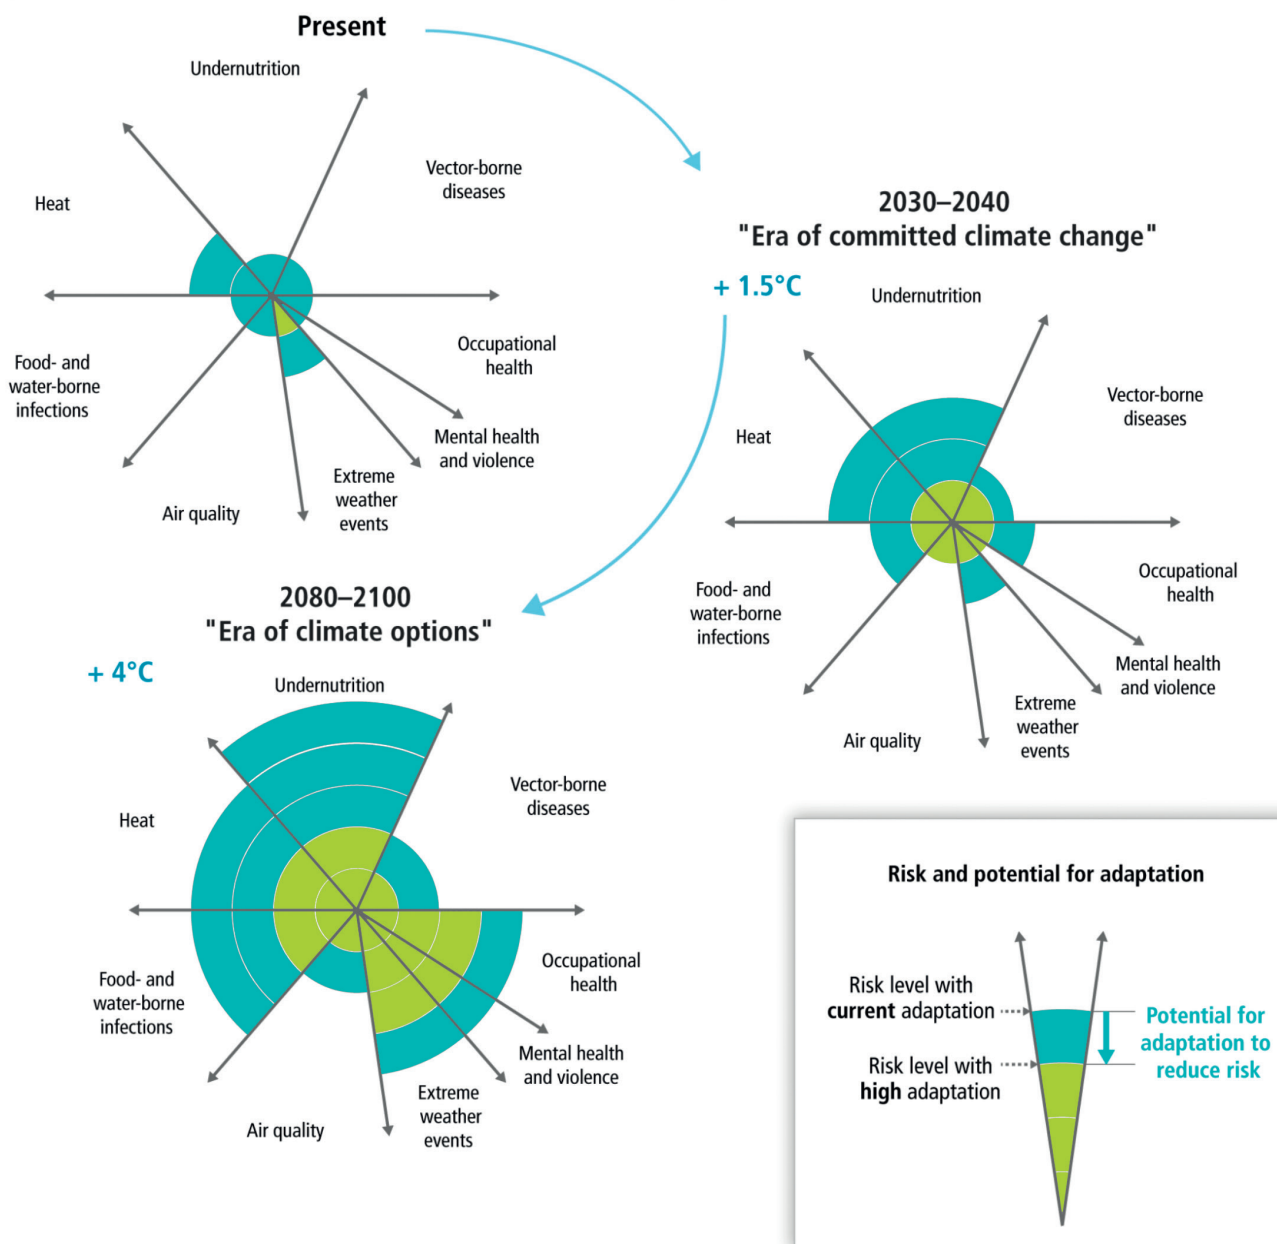 Present
Undernutrition
Vector-borne
diseases
Heat
Occupational
health
Food- and
water-borne
infections
Mental health
and violence
Extreme
weather
events
Air quality
2030–2040
"Era of committed climate change"
+ 1.5°C
Undernutrition
Vector-borne
diseases
Heat
Occupational
health
Food- and
water-borne
infections
Mental health
and violence
Extreme
weather
events
Air quality
2080–2100
"Era of climate options"
+ 4°C
Undernutrition
Vector-borne
diseases
Heat
Occupational
health
Food- and
water-borne
infections
Mental health
and violence
Extreme
weather
events
Air quality
Risk and potential for adaptation
Risk level with
current adaptation
Risk level with
high adaptation
Potential for
adaptation to
reduce risk